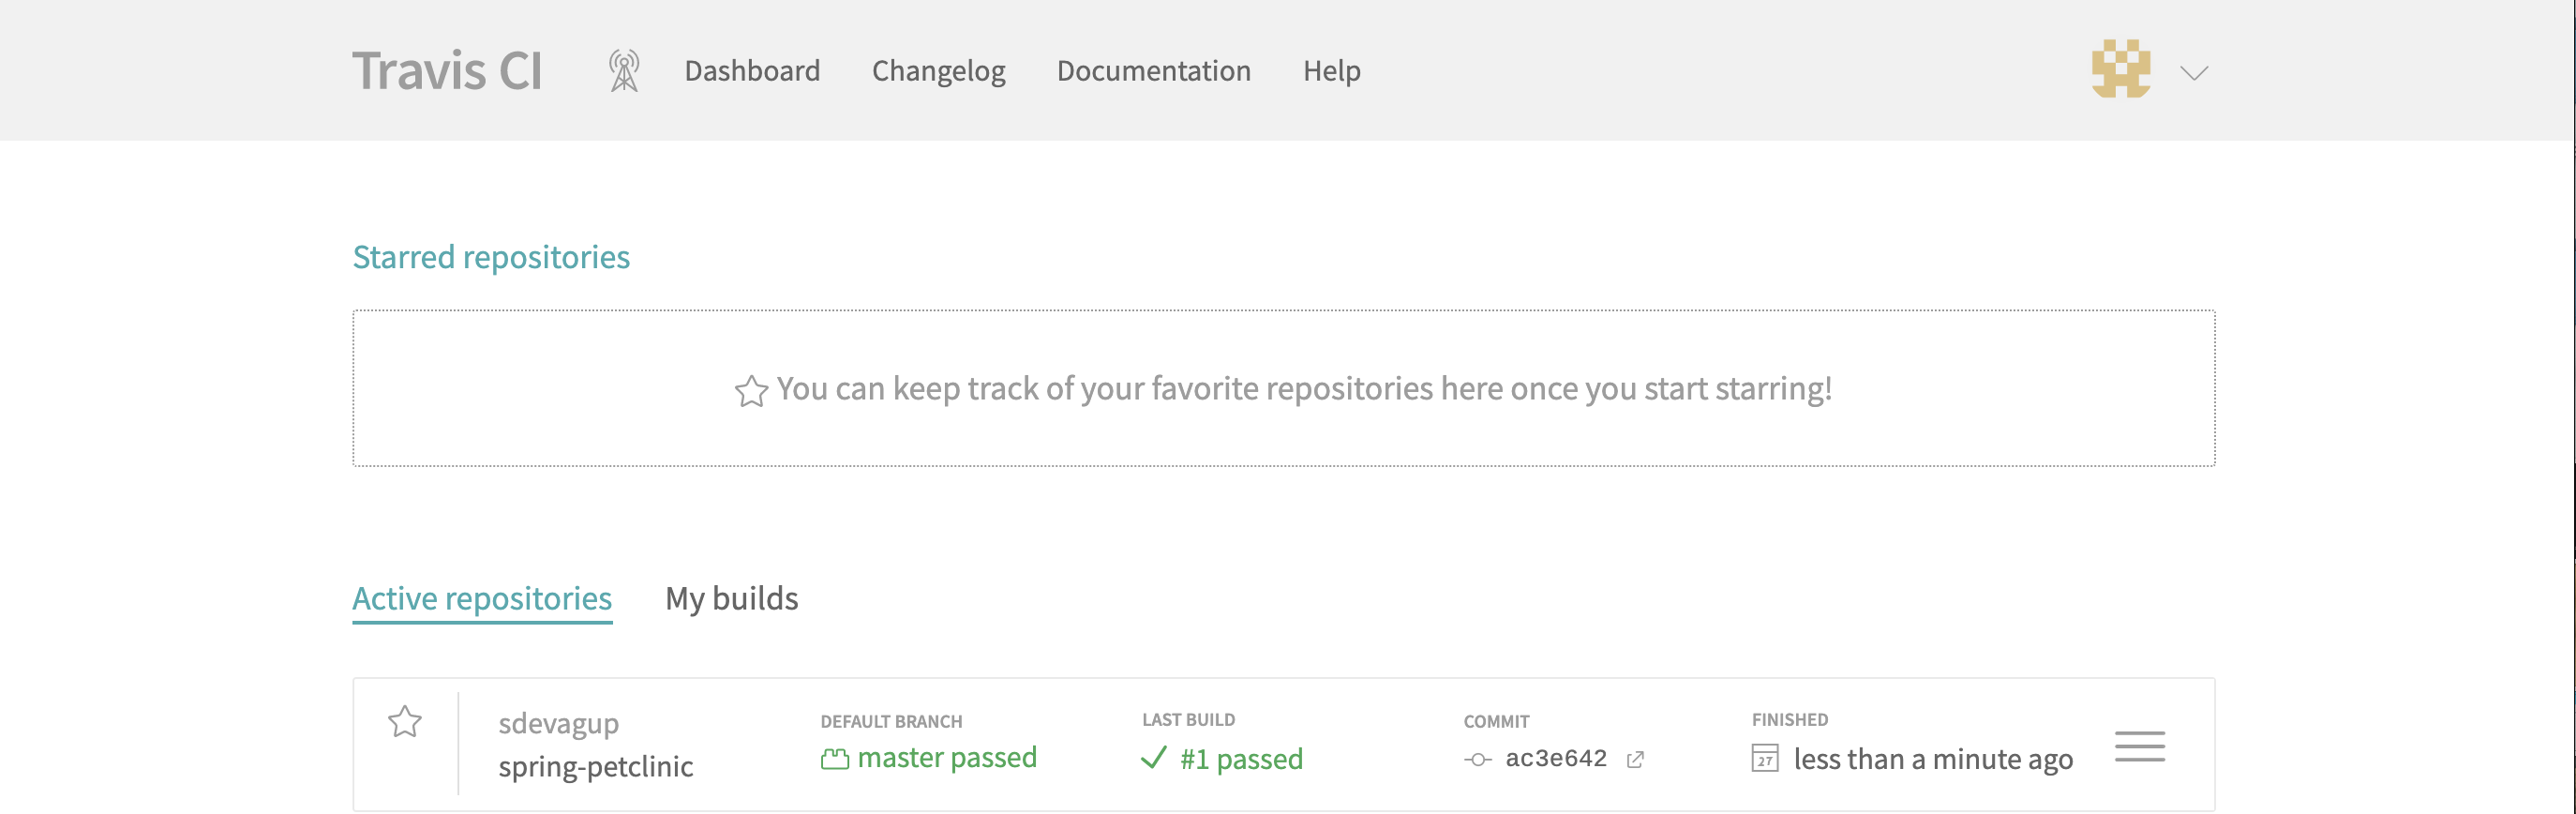 Travis CI Dashboard Changelog Documentation Help
Starred repositories
You can keep track of your favorite repositories here once you start starring!
Active repositories My builds
sdevagup
spring-petclinic
DEFAULT BRANCH
master passed
LAST BUILD
#1 passed
COMMIT
ac3e642
FINISHED
27 less than a minute ago